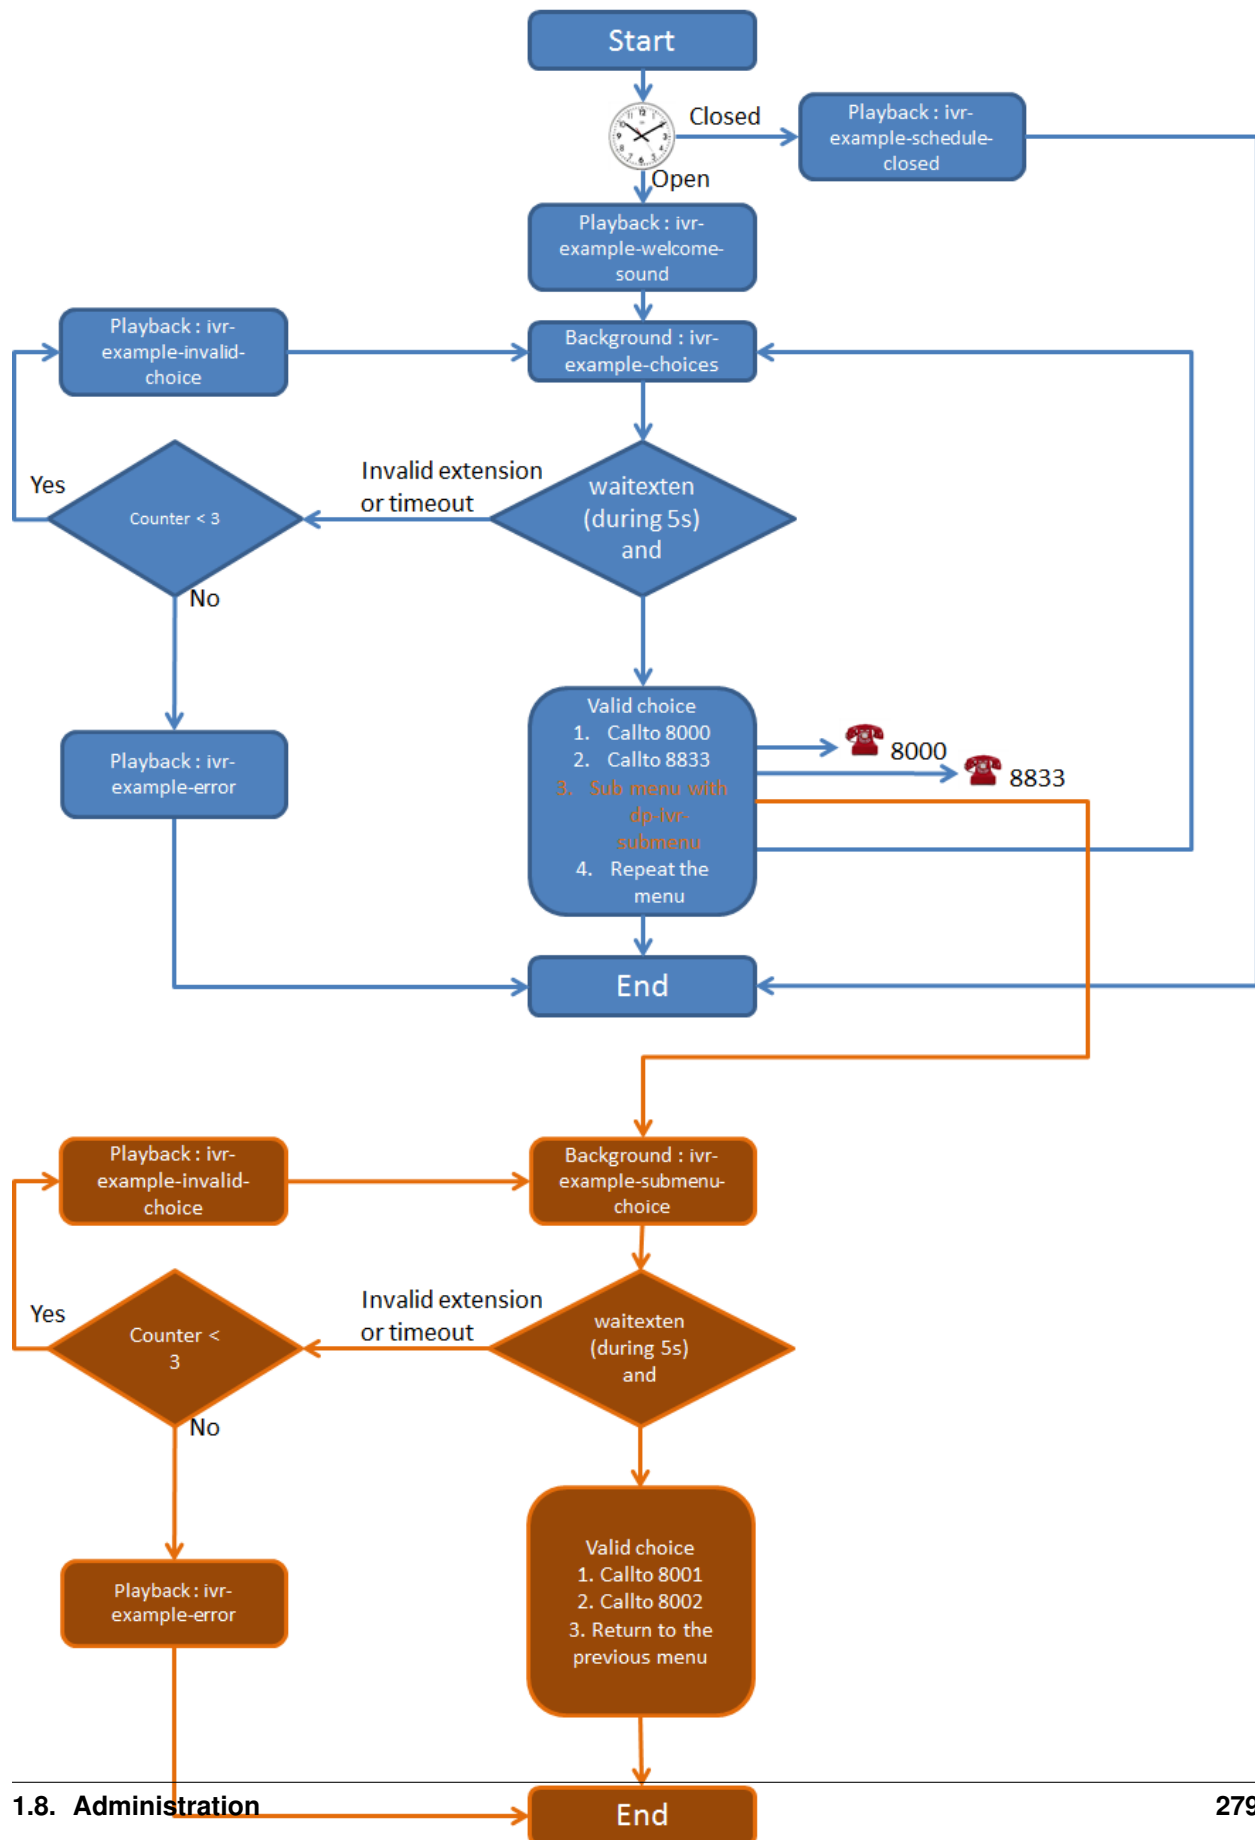 Start
Closed
Playback : ivr-
example-schedule-
closed
Open
Playback : ivr-
example-welcome-
sound
Playback : ivr-
example-invalid-
choice
Background : ivr-
example-choices
Yes
Counter < 3
Invalid extension
or timeout
waitexten
(during 5s)
and
No
Playback : ivr-
example-error
Valid choice
1. Callto 8000
2. Callto 8833
3. Sub menu with
dp-ivr-
submenu
4. Repeat the
menu
8000
8833
End
Playback : ivr-
example-invalid-
choice
Background : ivr-
example-submenu-
choice
Yes
Counter <
3
Invalid extension
or timeout
waitexten
(during 5s)
and
No
Playback : ivr-
example-error
Valid choice
1. Callto 8001
2. Callto 8002
3. Return to the
previous menu
End
1.8. Administration
279